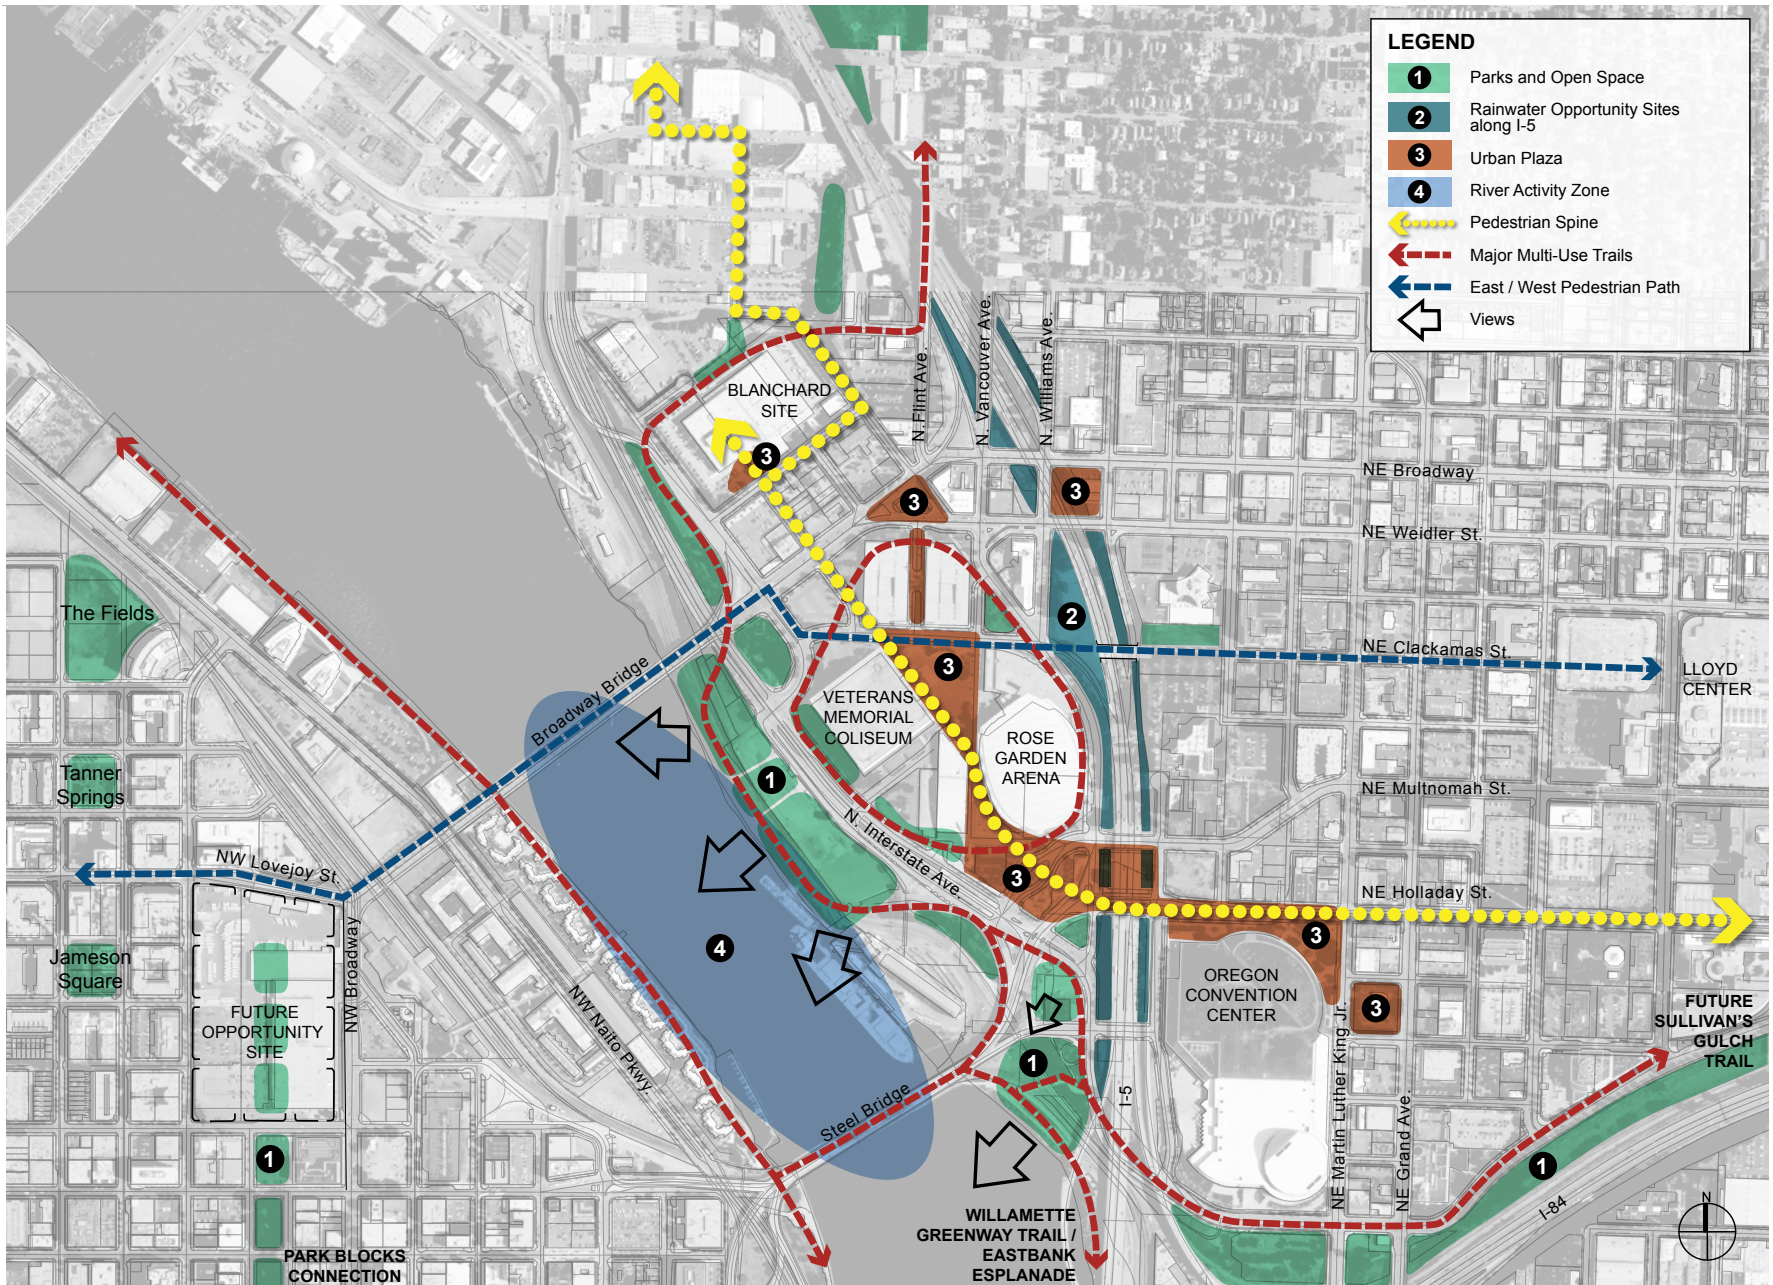 LEGEND
1 Parks and Open Space
2 Rainwater Opportunity Sites
along I-5
3 Urban Plaza
4 River Activity Zone
Pedestrian Spine
Major Multi-Use Trails
East / West Pedestrian Path
Views
BLANCHARD
SITE
N. Flint Ave.
N. Vancouver Ave.
N. Williams Ave.
3
3
3
NE Broadway
NE Weidler St.
The Fields
2
NE Clackamas St.
LLOYD
CENTER
Broadway Bridge
3
VETERANS
MEMORIAL
COLISEUM
ROSE
GARDEN
ARENA
Tanner
Springs
1
NE Multnomah St.
N. Interstate Ave.
NW Lovejoy St.
3
NE Holladay St.
4
3
Jameson
Square
NW Broadway
OREGON
CONVENTION
CENTER
FUTURE
OPPORTUNITY
SITE
NW Naito Pkwy.
3
FUTURE
SULLIVAN'S
GULCH
TRAIL
1
I-5
Steel Bridge
NE Martin Luther King Jr.
NE Grand Ave.
1
1
I-84
N
WILLAMETTE
GREENWAY TRAIL /
EASTBANK
ESPLANADE
PARK BLOCKS
CONNECTION